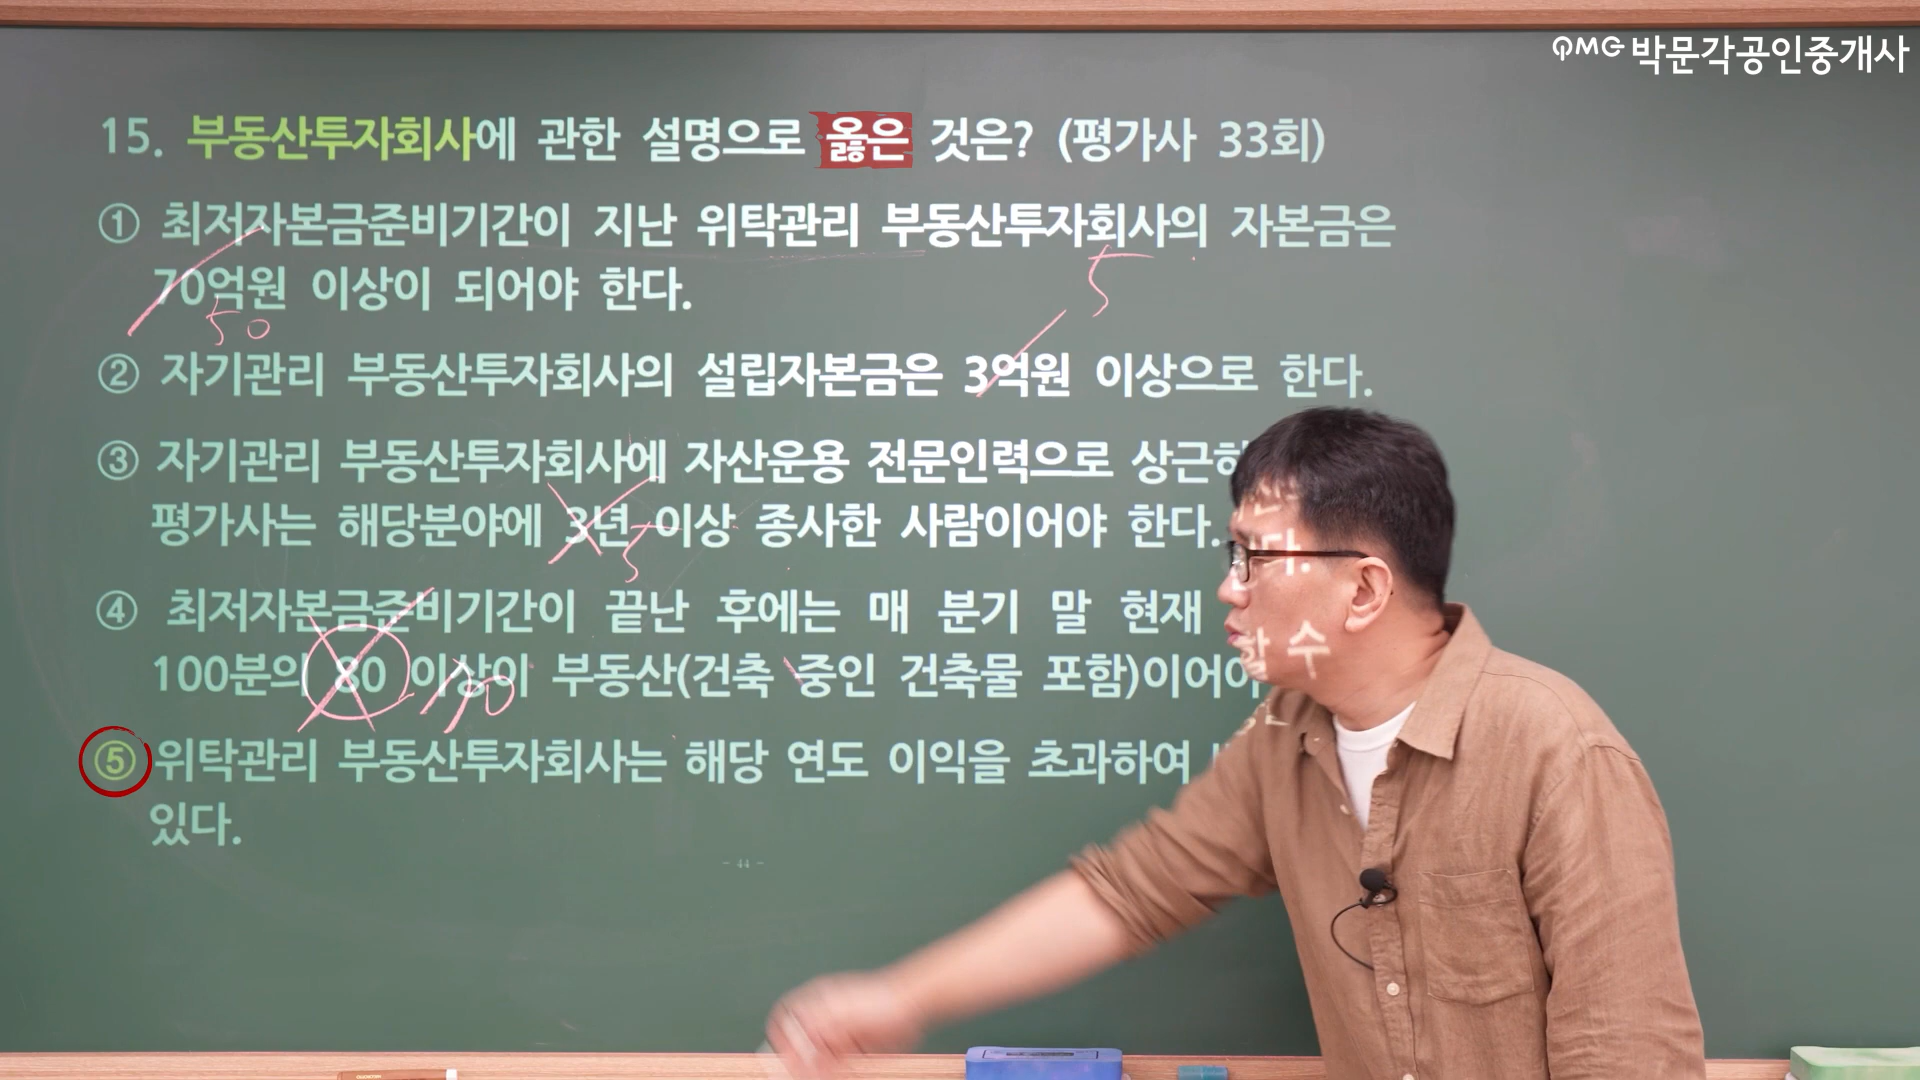 PMG 박문각공인중개사
15. 부동산투자회사에 관한 설명으로 옳은 것은? (평가사 33회)
① 최저자본금준비기간이 지난 위탁관리 부동산투자회사의 자본금은
70억원 이상이 되어야 한다.
50
5
② 자기관리 부동산투자회사의 설립자본금은 3억원 이상으로 한다.
③ 자기관리 부동산투자회사에 자산운용 전문인력으로 상근하
평가사는 해당분야에 3년 이상 종사한 사람이어야 한다.
5
④ 최저자본금준비기간이 끝난 후에는 매 분기 말 현재
100분의 80 이상이 부동산(건축 중인 건축물 포함)이어야
70
⑤ 위탁관리 부동산투자회사는 해당 연도 이익을 초과하여
할 수
있다.
- 44 -